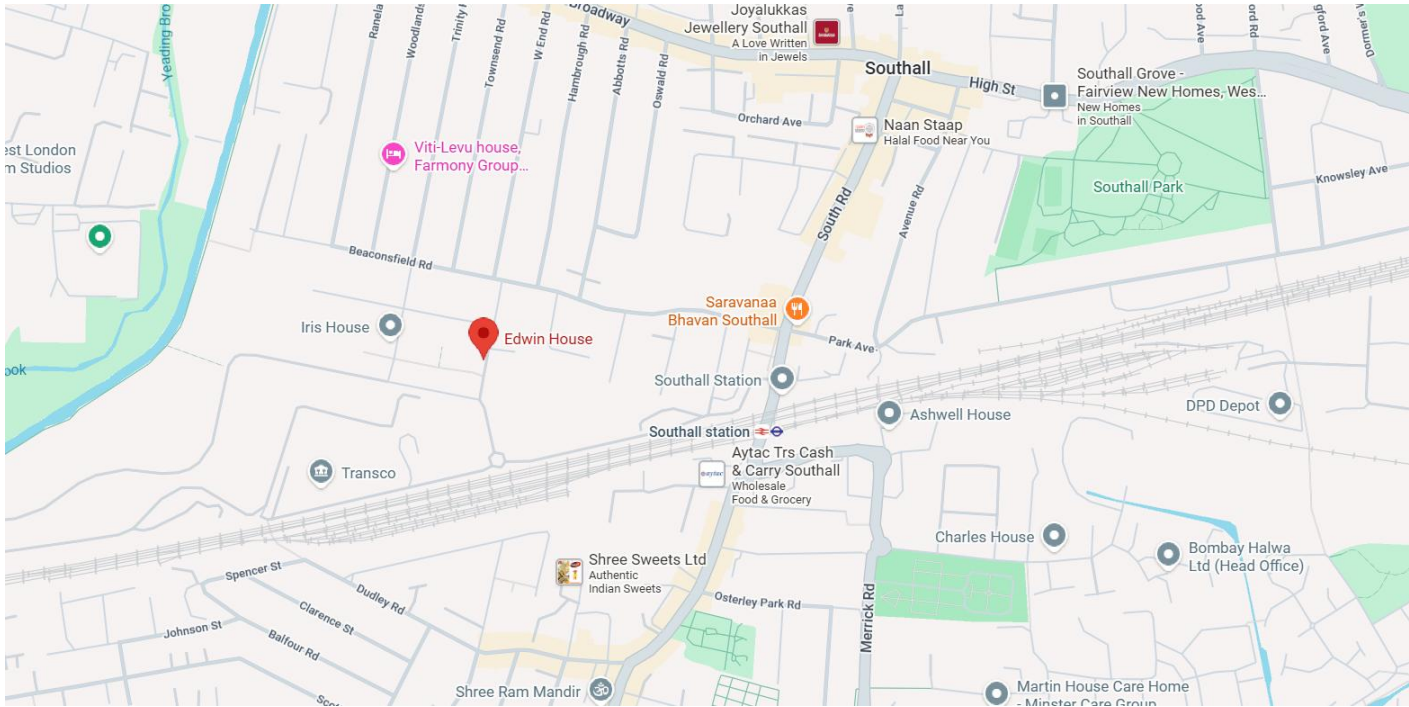 Broadway
Joyalukkas
Jewellery Southall
A Love Written
in Jewels
Southall
High St
Southall Grove -
Fairview New Homes, Wes...
New Homes
in Southall
Yeading Bro
Ranela
Woodlands
Trinity
Townsend Rd
W End Rd
Hambrough Rd
Abbotts Rd
Oswald Rd
Orchard Ave
Naan Staap
Halal Food Near You
Viti-Levu house,
Farmony Group...
est London
m Studios
Southall Park
Knowsley Ave
South Rd
Avenue Rd
Beaconsfield Rd
Saravanaa
Bhavan Southall
Iris House
Edwin House
Park Ave
ook
Southall Station
Ashwell House
DPD Depot
Southall station
Aytac Trs Cash
& Carry Southall
Wholesale
Food & Grocery
Transco
Charles House
Bombay Halwa
Ltd (Head Office)
Shree Sweets Ltd
Authentic
Indian Sweets
Spencer St
Dudley Rd
Clarence St
Johnson St
Balfour Rd
Osterley Park Rd
Merrick Rd
Shree Ram Mandir
Martin House Care Home
- Minster Care Group